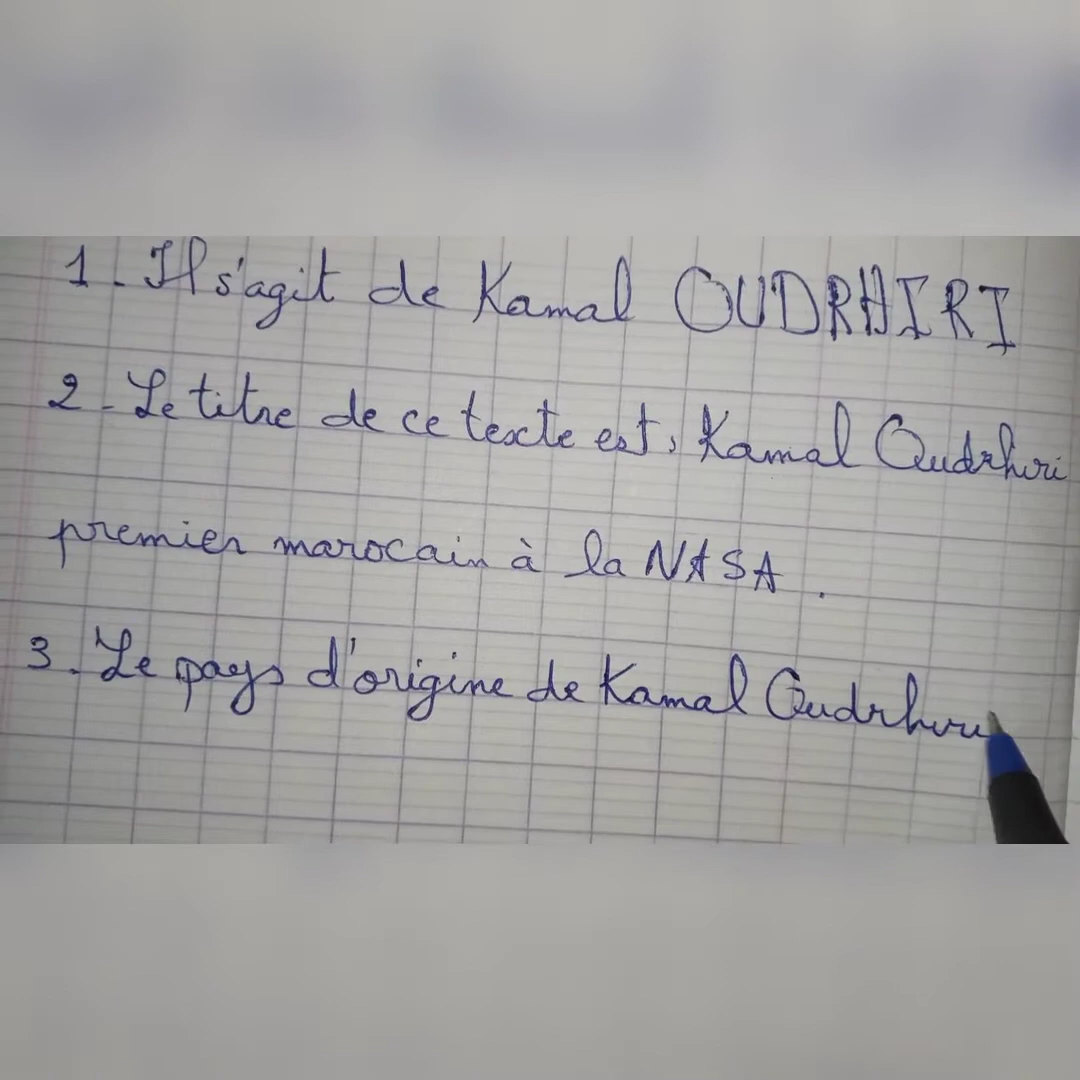 1. Il s'agit de Kamal OUDRHIRI
2 - Le titre de ce texte est, Kamal Oudrhiri
premier marocain à la NASA .
3. Le pays d'origine de Kamal Oudrhiri